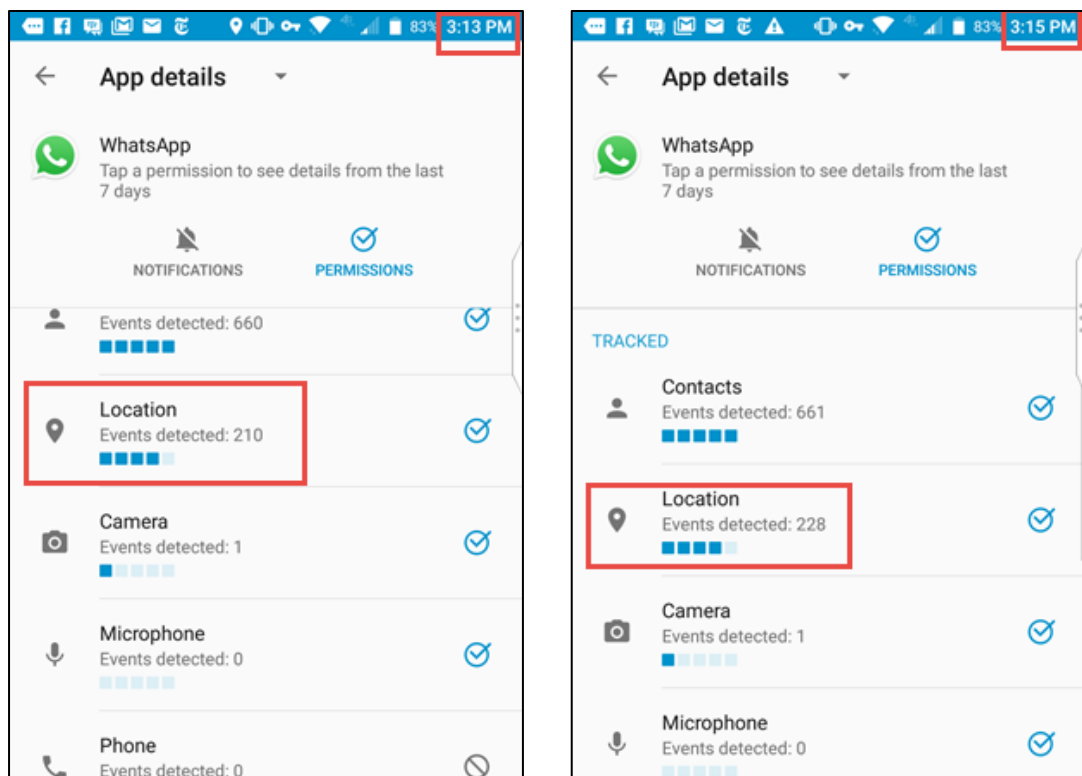 83% 3:13 PM
App details
WhatsApp
Tap a permission to see details from the last
7 days
NOTIFICATIONS
PERMISSIONS
Events detected: 660
Location
Events detected: 210
Camera
Events detected: 1
Microphone
Events detected: 0
Phone
Events detected: 0
83% 3:15 PM
App details
WhatsApp
Tap a permission to see details from the last
7 days
NOTIFICATIONS
PERMISSIONS
TRACKED
Contacts
Events detected: 661
Location
Events detected: 228
Camera
Events detected: 1
Microphone
Events detected: 0